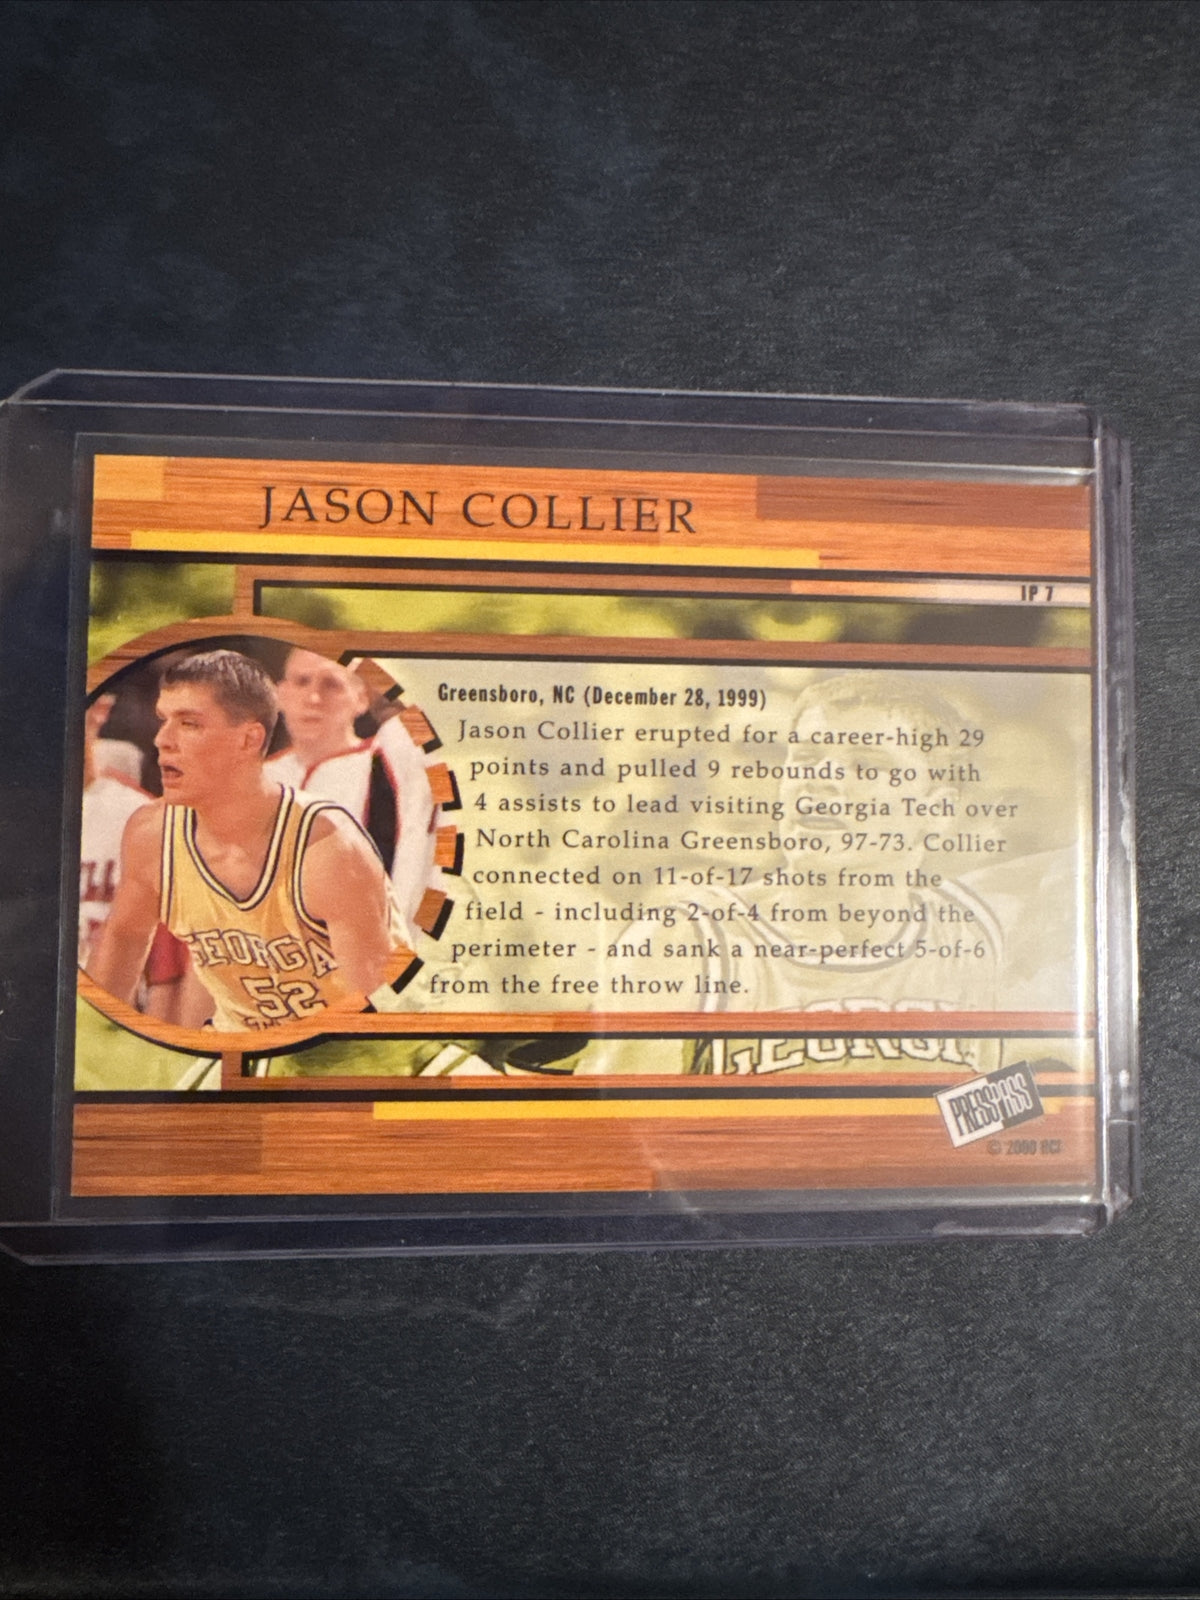 JASON COLLIER
IP 7
Greensboro, NC (December 28, 1999)
Jason Collier erupted for a career-high 29
points and pulled 9 rebounds to go with
4 assists to lead visiting Georgia Tech over
North Carolina Greensboro, 97-73. Collier
connected on 11-of-17 shots from the
field - including 2-of-4 from beyond the
perimeter - and sank a near-perfect 5-of-6
from the free throw line.
GEORGIA
52
PRESS PASS
© 2000 RCI